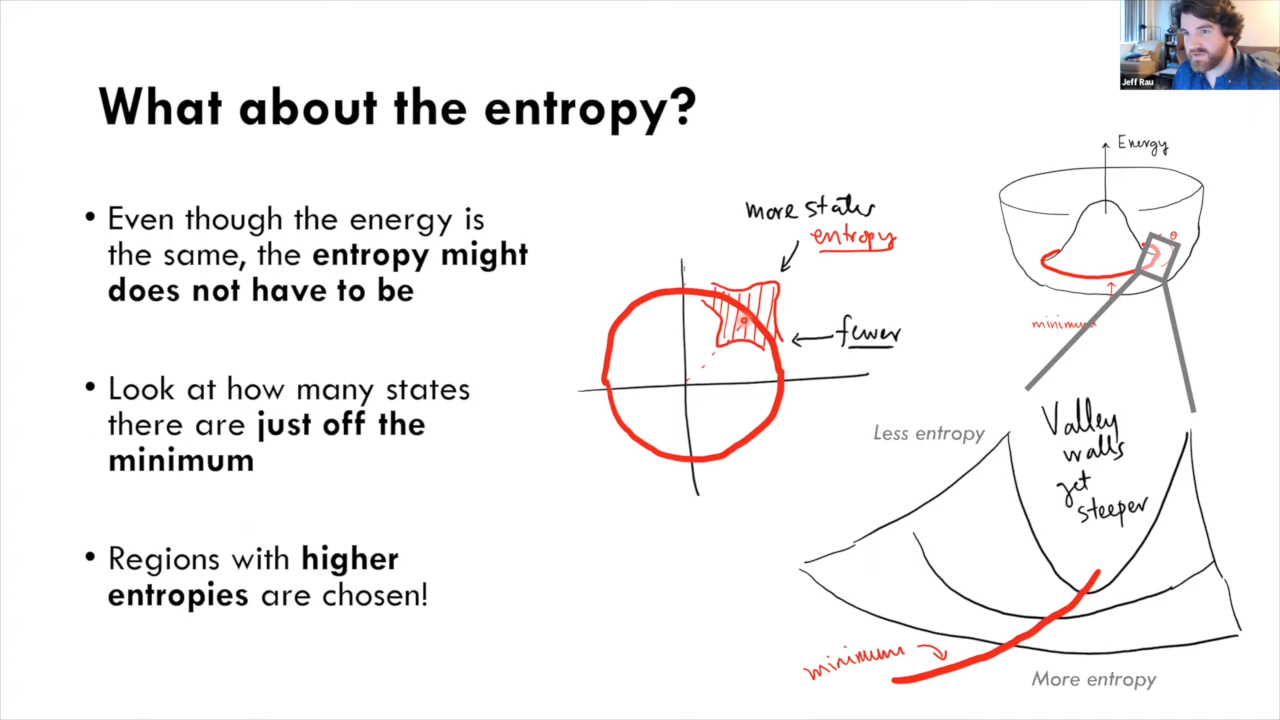 Jeff Rau
What about the entropy?
• Even though the energy is
the same, the entropy might
does not have to be
• Look at how many states
there are just off the
minimum
• Regions with higher
entropies are chosen!
more states
entropy
fewer
Energy
θ
minimum
Less entropy
Valley
walls
get
steeper
minimum
More entropy